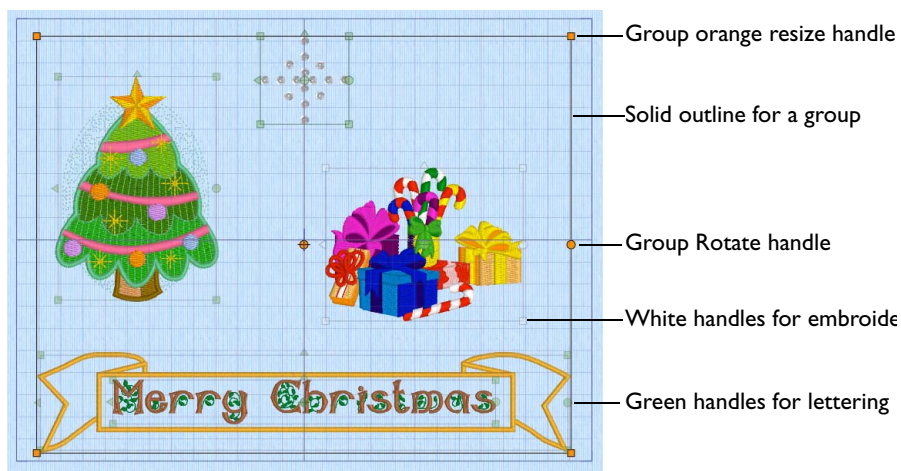 Group orange resize handle
Solid outline for a group
Group Rotate handle
White handles for embroide
Green handles for lettering
Merry Christmas